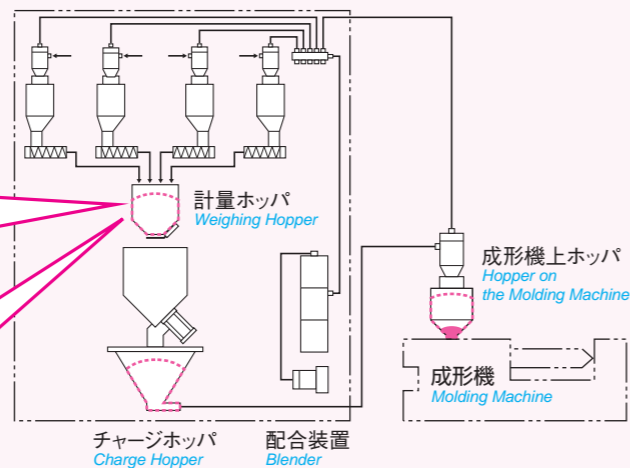 計量ホッパ
Weighing Hopper
成形機上ホッパ
Hopper on
the Molding Machine
成形機
Molding Machine
チャージホッパ
Charge Hopper
配合装置
Blender